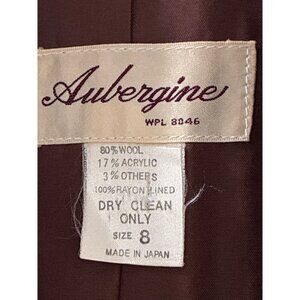 Aubergine
WPL 8046
80% WOOL
17% ACRYLIC
3% OTHERS
100% RAYON LINED
DRY CLEAN
ONLY
SIZE 8
MADE IN JAPAN